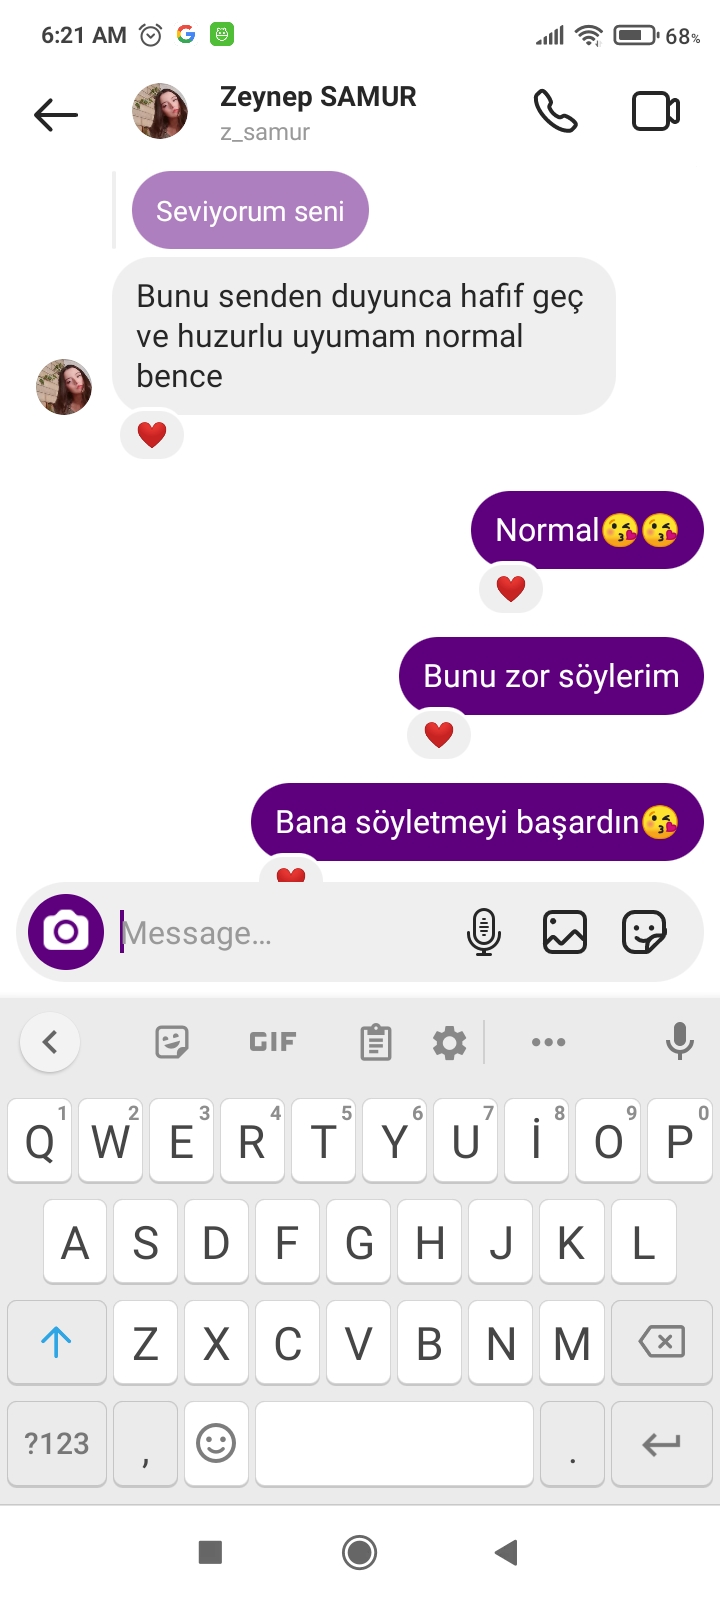 6:21 AM
68%
Zeynep SAMUR
z_samur
Seviyorum seni
Bunu senden duyunca hafif geç
ve huzurlu uyumam normal
bence
Normal😘😘
Bunu zor söylerim
Bana söyletmeyi başardın😘
Message…
GIF
1 2 3 4 5 6 7 8 9 0
Q W E R T Y U İ O P
A S D F G H J K L
Z X C V B N M
?123 , .